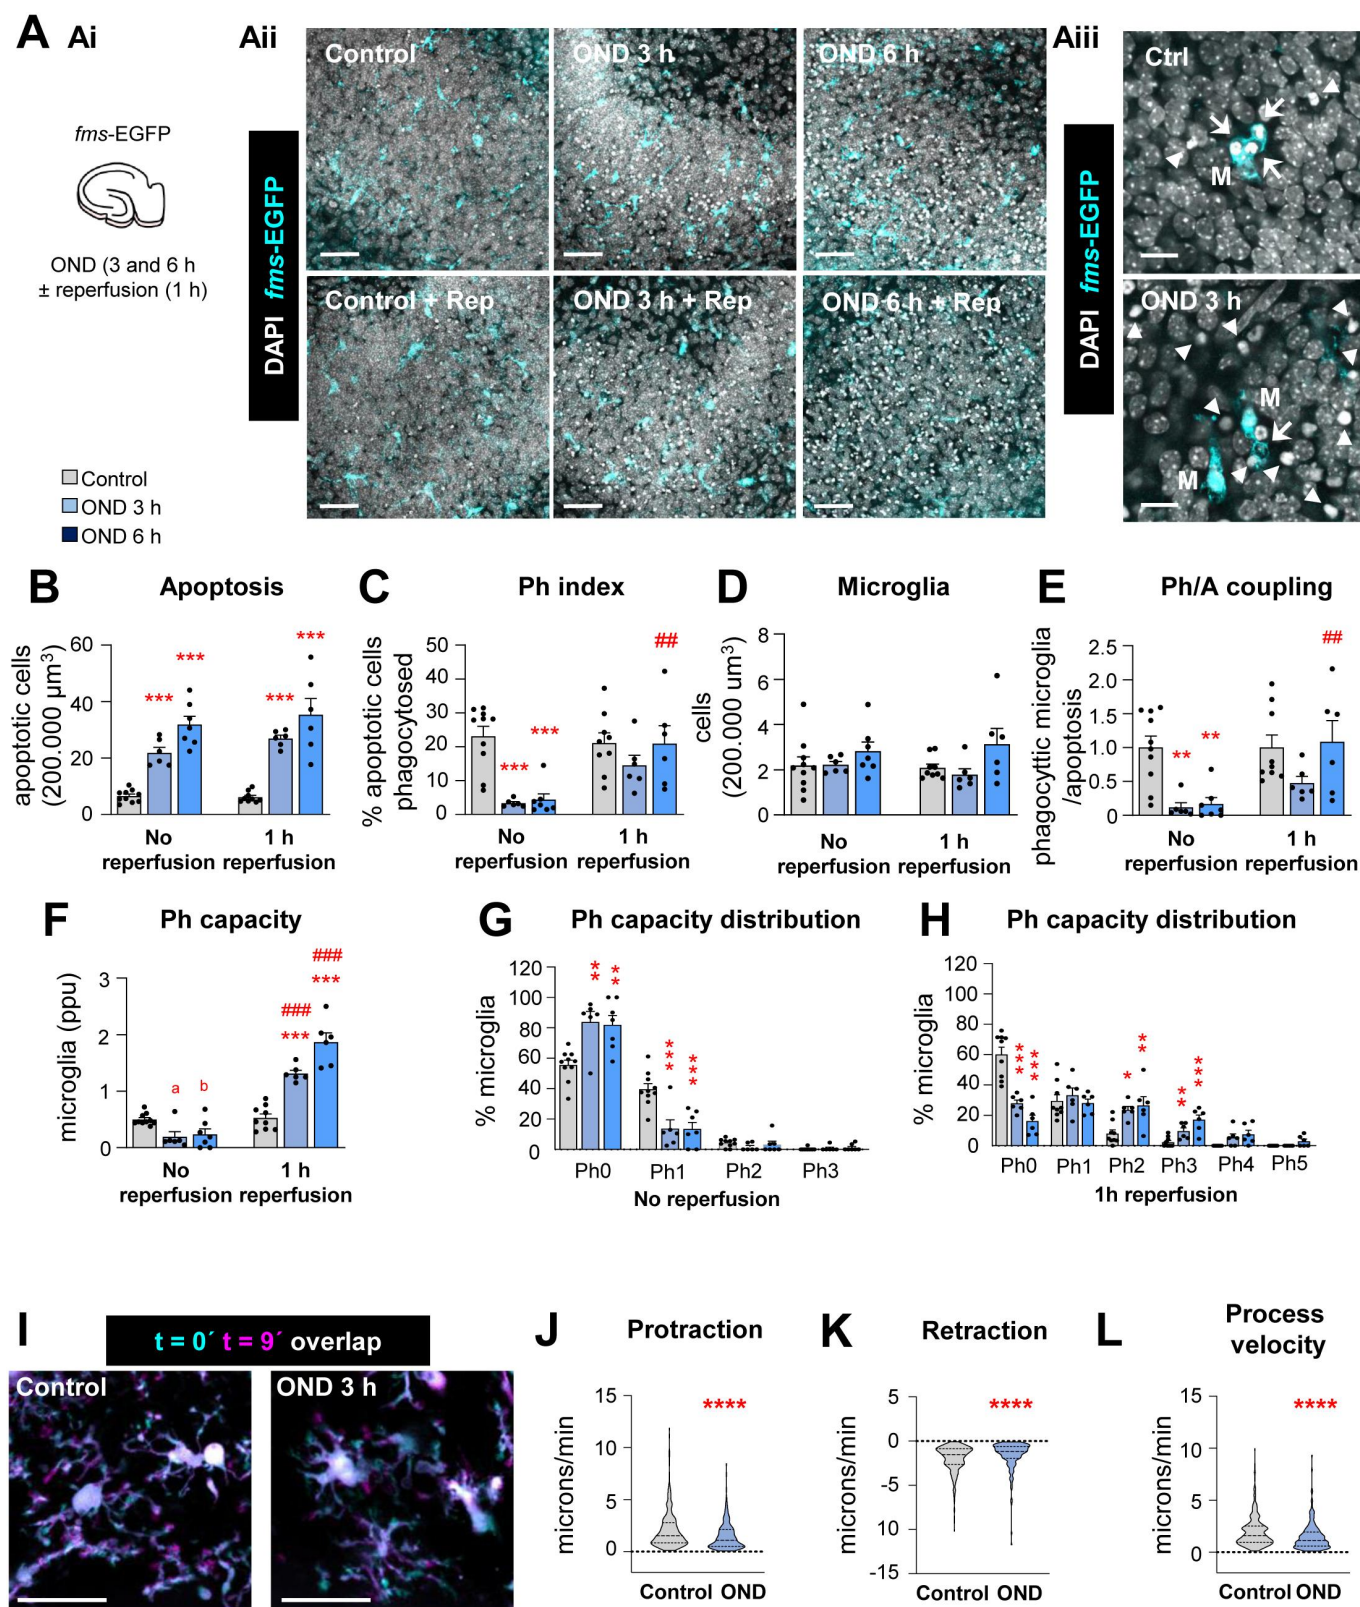 A
Ai
Aii
Aiii
fms-EGFP
OND (3 and 6 h
± reperfusion (1 h)
DAPI fms-EGFP
Control
OND 3 h
OND 6 h
Control + Rep
OND 3 h + Rep
OND 6 h + Rep
DAPI fms-EGFP
Ctrl
M
OND 3 h
M
M
Control
OND 3 h
OND 6 h
B
Apoptosis
apoptotic cells
(200.000 µm³)
60
40
20
0
***
***
***
***
No
reperfusion
1 h
reperfusion
C
Ph index
% apoptotic cells
phagocytosed
50
40
30
20
10
0
***
***
##
No
reperfusion
1 h
reperfusion
D
Microglia
cells
(200.000 um³)
8
6
4
2
0
No
reperfusion
1 h
reperfusion
E
Ph/A coupling
phagocyttic microglia
/apoptosis
2.5
2.0
1.5
1.0
0.5
0
**
**
##
No
reperfusion
1 h
reperfusion
F
Ph capacity
microglia (ppu)
3
2
1
0
a
b
###
***
###
***
No
reperfusion
1 h
reperfusion
G
Ph capacity distribution
% microglia
120
100
80
60
40
20
0
**
**
***
***
Ph0
Ph1
Ph2
Ph3
No reperfusion
H
Ph capacity distribution
% microglia
120
100
80
60
40
20
0
***
***
*
**
**
***
Ph0
Ph1
Ph2
Ph3
Ph4
Ph5
1h reperfusion
I
t = 0´ t = 9´ overlap
Control
OND 3 h
J
Protraction
microns/min
15
10
5
0
****
Control OND
K
Retraction
microns/min
5
0
-5
10
-15
****
Control OND
L
Process
velocity
microns/min
15
10
5
0
****
Control OND